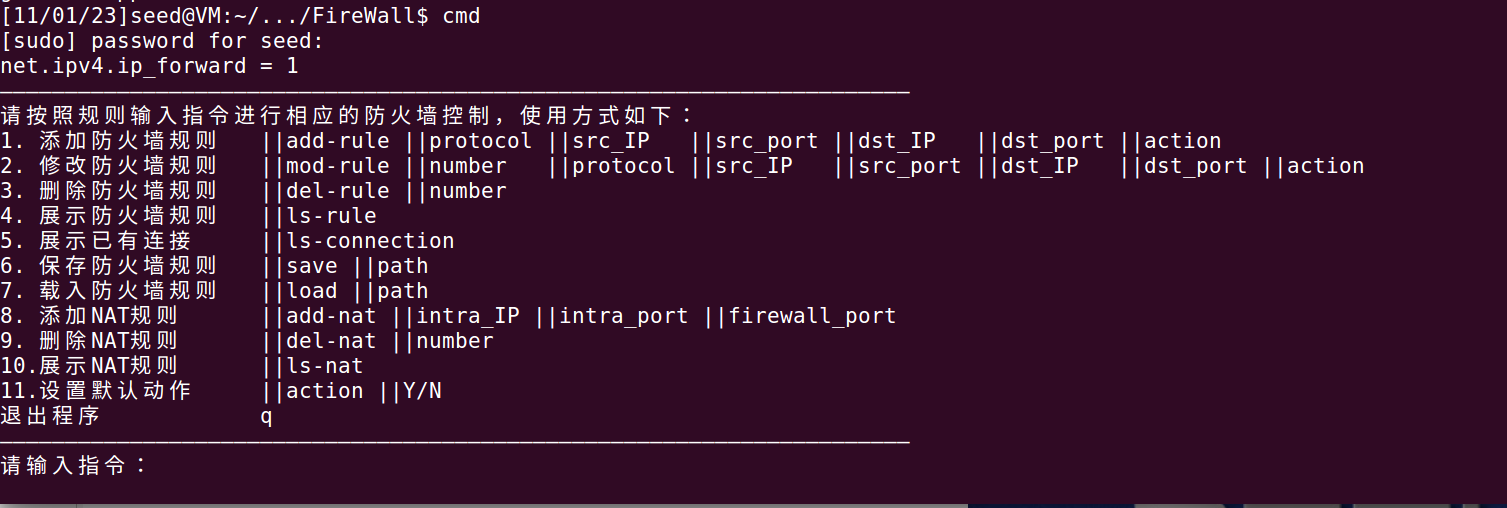 [11/01/23]seed@VM:~/.../FireWall$ cmd
[sudo] password for seed:
net.ipv4.ip_forward = 1
请按照规则输入指令进行相应的防火墙控制，使用方式如下：
1. 添加防火墙规则 ||add-rule ||protocol ||src_IP ||src_port ||dst_IP ||dst_port ||action
2. 修改防火墙规则 ||mod-rule ||number ||protocol ||src_IP ||src_port ||dst_IP ||dst_port ||action
3. 删除防火墙规则 ||del-rule ||number
4. 展示防火墙规则 ||ls-rule
5. 展示已有连接 ||ls-connection
6. 保存防火墙规则 ||save ||path
7. 载入防火墙规则 ||load ||path
8. 添加NAT规则 ||add-nat ||intra_IP ||intra_port ||firewall_port
9. 删除NAT规则 ||del-nat ||number
10.展示NAT规则 ||ls-nat
11.设置默认动作 ||action ||Y/N
退出程序 q
请输入指令：